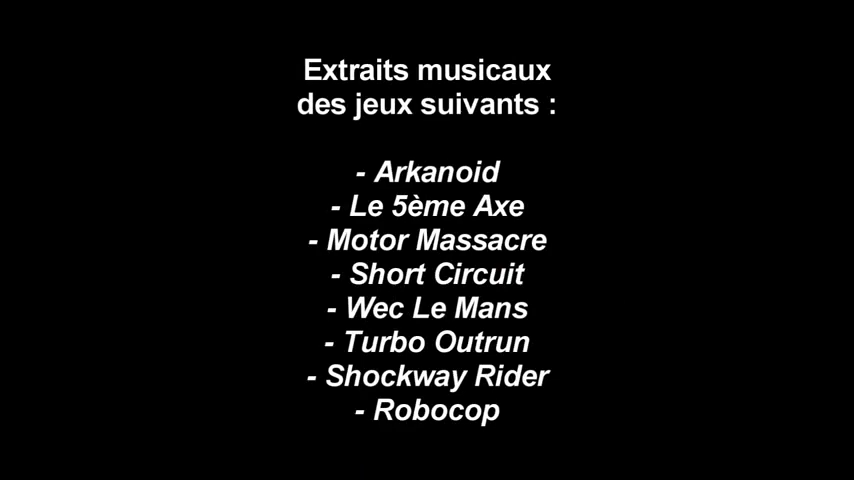 Extraits musicaux
des jeux suivants :
- Arkanoid
- Le 5ème Axe
- Motor Massacre
- Short Circuit
- Wec Le Mans
- Turbo Outrun
- Shockway Rider
- Robocop